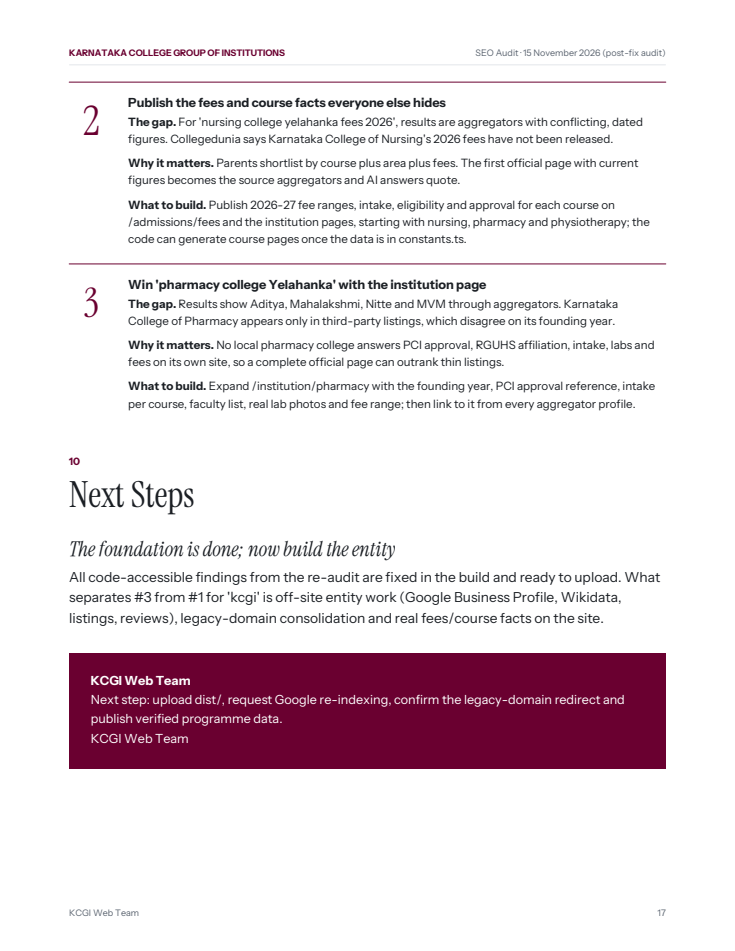 KARNATAKA COLLEGE GROUP OF INSTITUTIONS
SEO Audit · 15 November 2026 (post-fix audit)
2
Publish the fees and course facts everyone else hides
The gap. For 'nursing college yelahanka fees 2026', results are aggregators with conflicting, dated
figures. Collegedunia says Karnataka College of Nursing's 2026 fees have not been released.
Why it matters. Parents shortlist by course plus area plus fees. The first official page with current
figures becomes the source aggregators and AI answers quote.
What to build. Publish 2026-27 fee ranges, intake, eligibility and approval for each course on
/admissions/fees and the institution pages, starting with nursing, pharmacy and physiotherapy; the
code can generate course pages once the data is in constants.ts.
3
Win 'pharmacy college Yelahanka' with the institution page
The gap. Results show Aditya, Mahalakshmi, Nitte and MVM through aggregators. Karnataka
College of Pharmacy appears only in third-party listings, which disagree on its founding year.
Why it matters. No local pharmacy college answers PCI approval, RGUHS affiliation, intake, labs and
fees on its own site, so a complete official page can outrank thin listings.
What to build. Expand /institution/pharmacy with the founding year, PCI approval reference, intake
per course, faculty list, real lab photos and fee range; then link to it from every aggregator profile.
10
Next Steps
The foundation is done; now build the entity
All code-accessible findings from the re-audit are fixed in the build and ready to upload. What
separates #3 from #1 for 'kcgi' is off-site entity work (Google Business Profile, Wikidata,
listings, reviews), legacy-domain consolidation and real fees/course facts on the site.
KCGI Web Team
Next step: upload dist/, request Google re-indexing, confirm the legacy-domain redirect and
publish verified programme data.
KCGI Web Team
KCGI Web Team
17